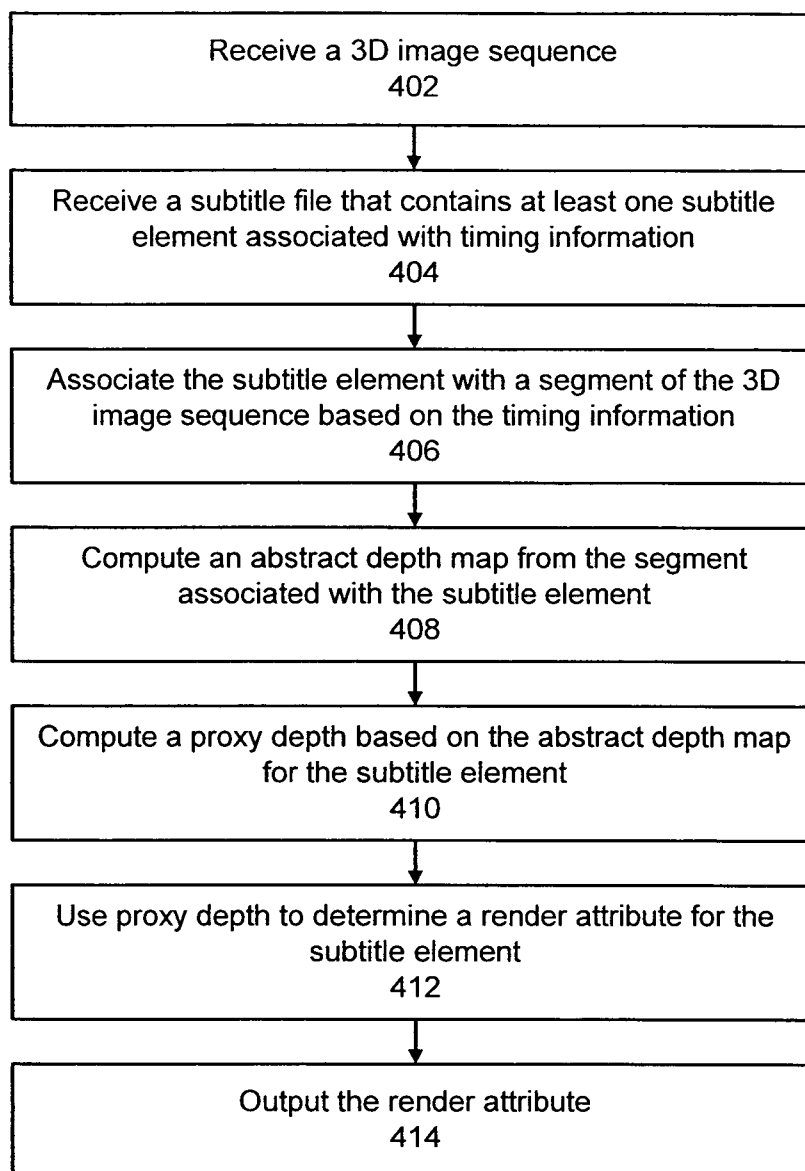 Receive a 3D image sequence
402
Receive a subtitle file that contains at least one subtitle
element associated with timing information
404
Associate the subtitle element with a segment of the 3D
image sequence based on the timing information
406
Compute an abstract depth map from the segment
associated with the subtitle element
408
Compute a proxy depth based on the abstract depth map
for the subtitle element
410
Use proxy depth to determine a render attribute for the
subtitle element
412
Output the render attribute
414